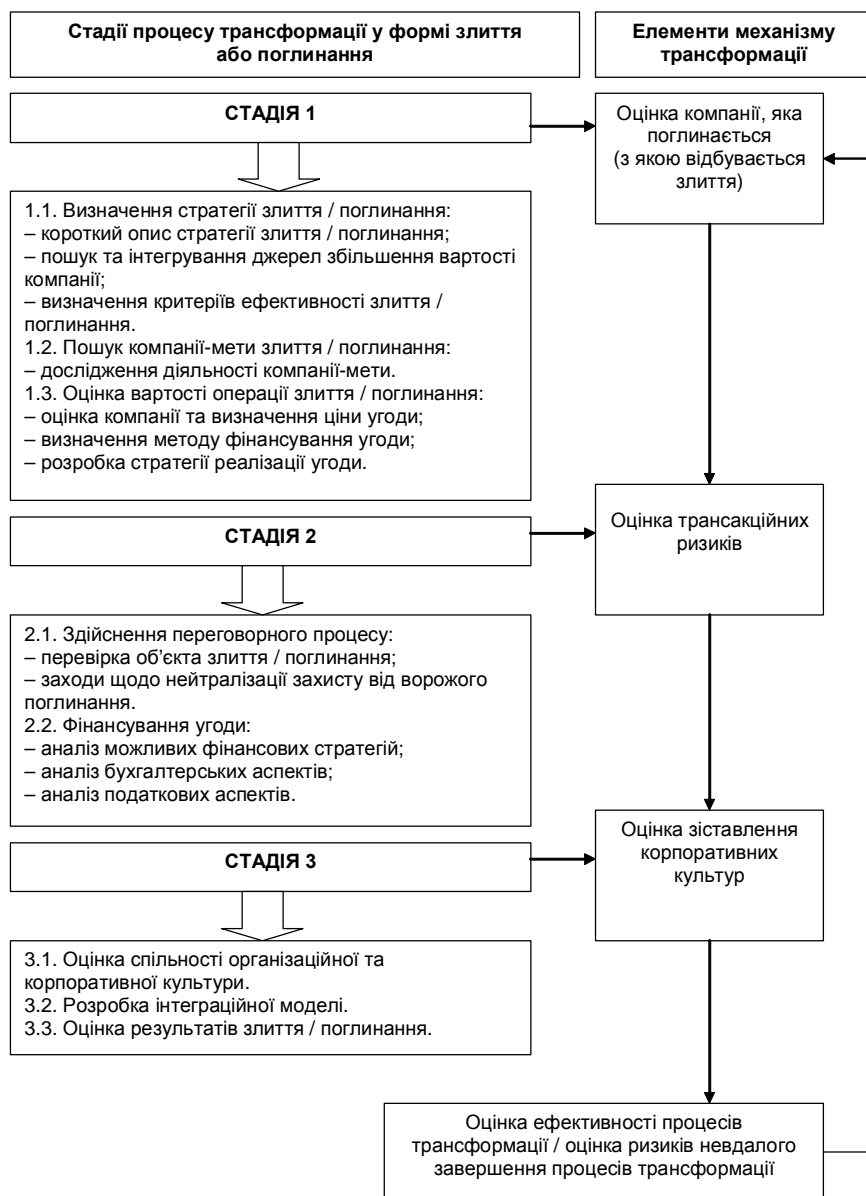 Стадії процесу трансформації у формі злиття
або поглинання
Елементи механізму
трансформації
СТАДІЯ 1
Оцінка компанії, яка
поглинається
(з якою відбувається
злиття)
1.1. Визначення стратегії злиття / поглинання:
– короткий опис стратегії злиття / поглинання;
– пошук та інтегрування джерел збільшення вартості
компанії;
– визначення критеріїв ефективності злиття /
поглинання.
1.2. Пошук компанії-мети злиття / поглинання:
– дослідження діяльності компанії-мети.
1.3. Оцінка вартості операції злиття / поглинання:
– оцінка компанії та визначення ціни угоди;
– визначення методу фінансування угоди;
– розробка стратегії реалізації угоди.
СТАДІЯ 2
Оцінка трансакційних
ризиків
2.1. Здійснення переговорного процесу:
– перевірка об’єкта злиття / поглинання;
– заходи щодо нейтралізації захисту від ворожого
поглинання.
2.2. Фінансування угоди:
– аналіз можливих фінансових стратегій;
– аналіз бухгалтерських аспектів;
– аналіз податкових аспектів.
СТАДІЯ 3
Оцінка зіставлення
корпоративних
культур
3.1. Оцінка спільності організаційної та
корпоративної культури.
3.2. Розробка інтеграційної моделі.
3.3. Оцінка результатів злиття / поглинання.
Оцінка ефективності процесів
трансформації / оцінка ризиків невдалого
завершення процесів трансформації